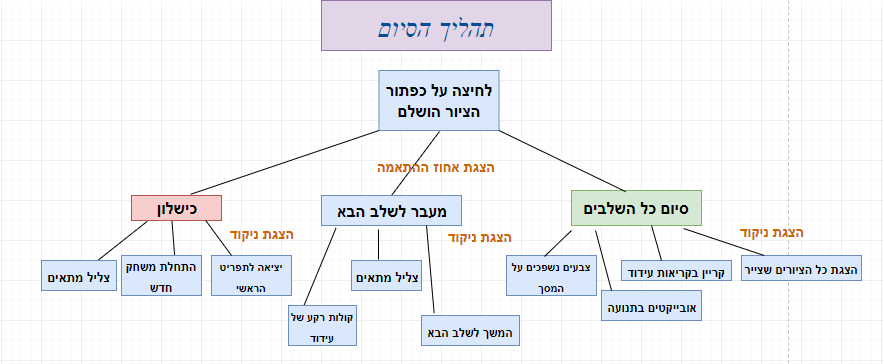 תהליך הסיום
לחיצה על כפתור
הציור הושלם
הצגת אחוז ההתאמה
סיום כל השלבים
מעבר לשלב הבא
כישלון
הצגת ניקוד
הצגת ניקוד
הצגת ניקוד
הצגת כל הציורים שצייר
קריין בקריאות עידוד
אובייקטים בתנועה
צבעים נשפכים על
המסך
צליל מתאים
המשך לשלב הבא
קולות רקע של
עידוד
יציאה לתפריט
הראשי
התחלת משחק
חדש
צליל מתאים